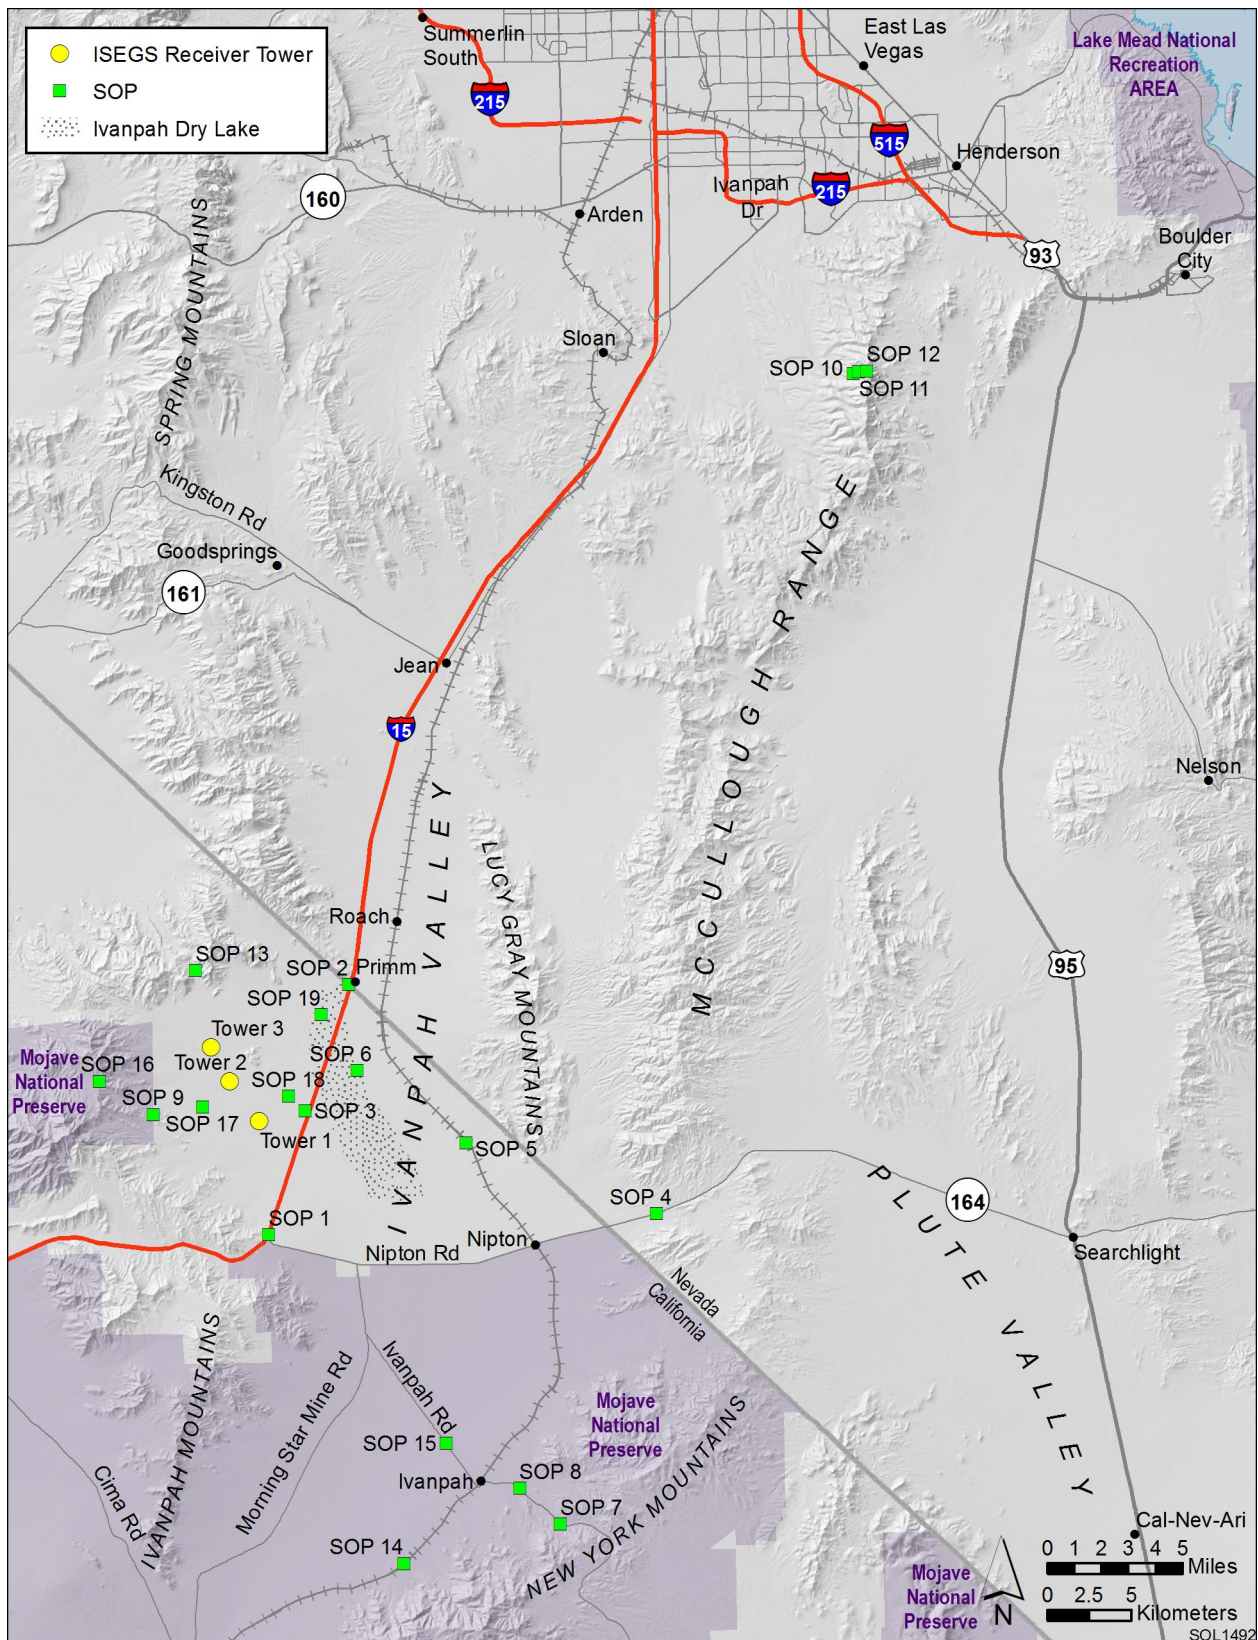 ISEGS Receiver Tower
SOP
Ivanpah Dry Lake
Summerlin
South
East Las
Vegas
Lake Mead National
Recreation
AREA
215
515
Henderson
160
Ivanpah
Dr
215
Arden
Boulder
City
93
SPRING MOUNTAINS
Sloan
SOP 12
SOP 10
SOP 11
Kingston Rd
Goodsprings
161
MCCULLOUGH RANGE
Jean
15
Nelson
IVANPAH VALLEY
LUCY GRAY MOUNTAINS
Roach
SOP 13
SOP 2
Primm
95
SOP 19
Tower 3
Mojave
National
Preserve
SOP 16
Tower 2
SOP 6
SOP 18
SOP 9
SOP 17
SOP 3
Tower 1
SOP 5
SOP 4
164
PLUTE VALLEY
SOP 1
Nipton Rd
Nipton
Searchlight
Nevada
California
IVANPAH MOUNTAINS
Morning Star Mine Rd
Ivanpah Rd
Mojave
National
Preserve
SOP 15
Cima Rd
Ivanpah
SOP 8
SOP 7
NEW YORK MOUNTAINS
SOP 14
Cal-Nev-Ari
Mojave
National
Preserve
N
0 1 2 3 4 5
Miles
0 2.5 5
Kilometers
SOL1492